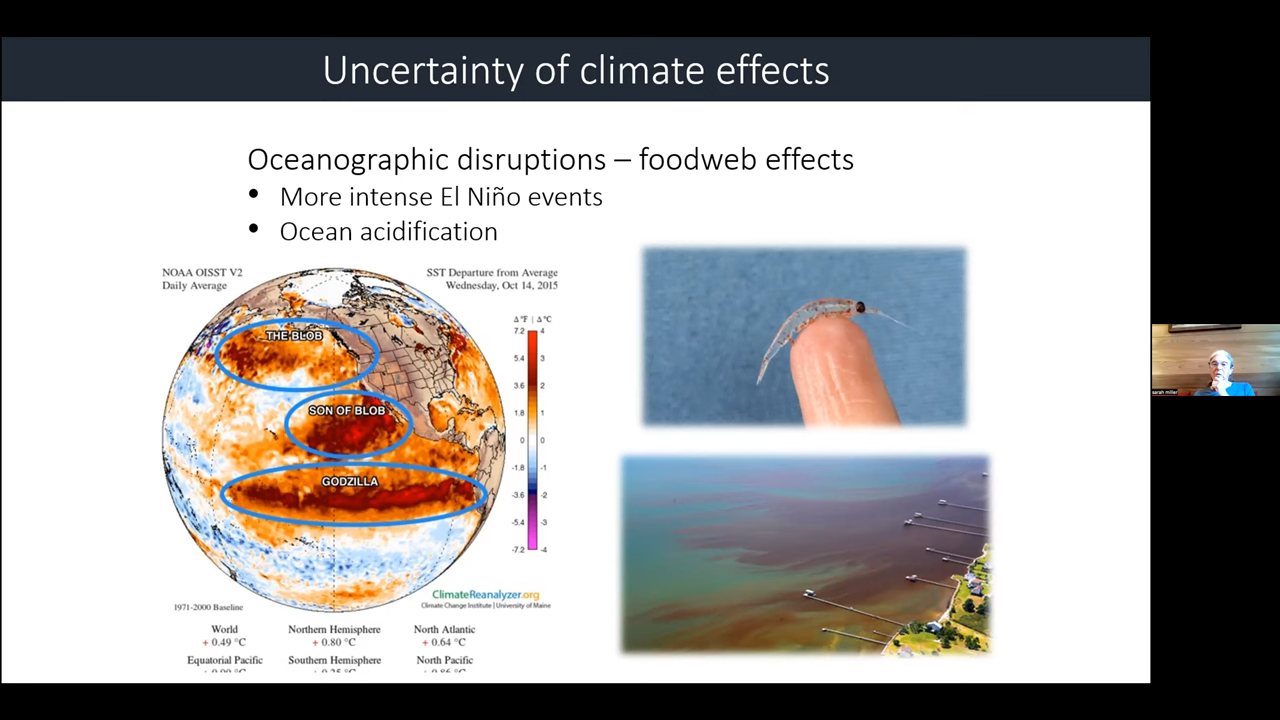 Uncertainty of climate effects
Oceanographic disruptions – foodweb effects
• More intense El Niño events
• Ocean acidification
NOAA OISST V2
Daily Average
SST Departure from Average
Wednesday, Oct 14, 2015
Δ°F | Δ°C
7.2 4
5.4 3
3.6 2
1.8 1
0 0
-1.8 -1
-3.6 -2
-5.4 -3
-7.2 -4
THE BLOB
SON OF BLOB
GODZILLA
ClimateReanalyzer.org
Climate Change Institute | University of Maine
1971-2000 Baseline
World
+ 0.49 °C
Northern Hemisphere
+ 0.80 °C
North Atlantic
+ 0.64 °C
Equatorial Pacific
Southern Hemisphere
North Pacific
sarah miller